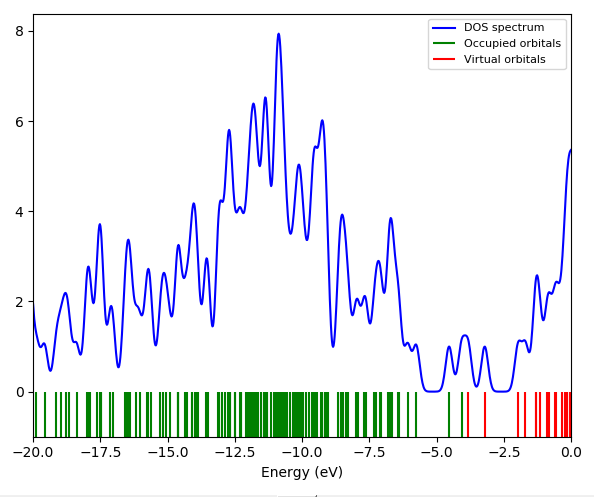 DOS spectrum
Occupied orbitals
Virtual orbitals
8
6
4
2
0
−20.0 −17.5 −15.0 −12.5 −10.0 −7.5 −5.0 −2.5 0.0
Energy (eV)